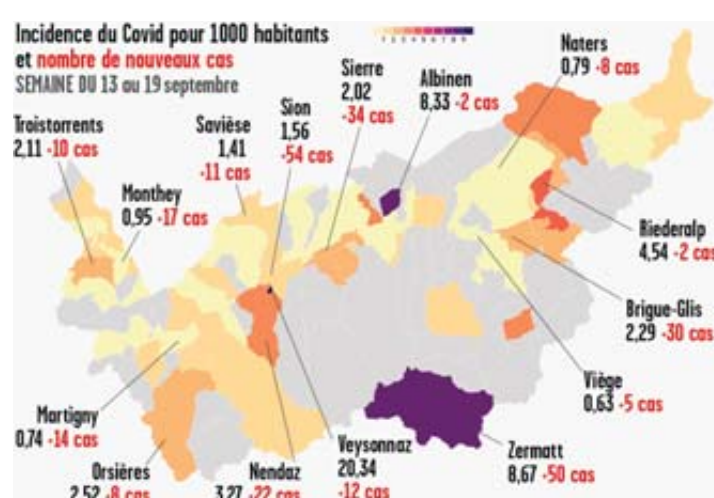 Incidence du Covid pour 1000 habitants
et nombre de nouveaux cas
SEMAINE DU 13 au 19 septembre
Troistorrents
2,11 -10 cas
Monthey
0,95 -17 cas
Savièse
1,41
-11 cas
Sion
1,56
-54 cas
Sierre
2,02
-34 cas
Albinen
8,33 -2 cas
Naters
0,79 -8 cas
Riederalp
4,54 -2 cas
Brigue-Glis
2,29 -30 cas
Viège
0,63 -5 cas
Zermatt
8,67 -50 cas
Veysonnaz
20,34
-12 cas
Nendaz
3,27 -22 cas
Orsières
2,52 -8 cas
Martigny
0,74 -14 cas